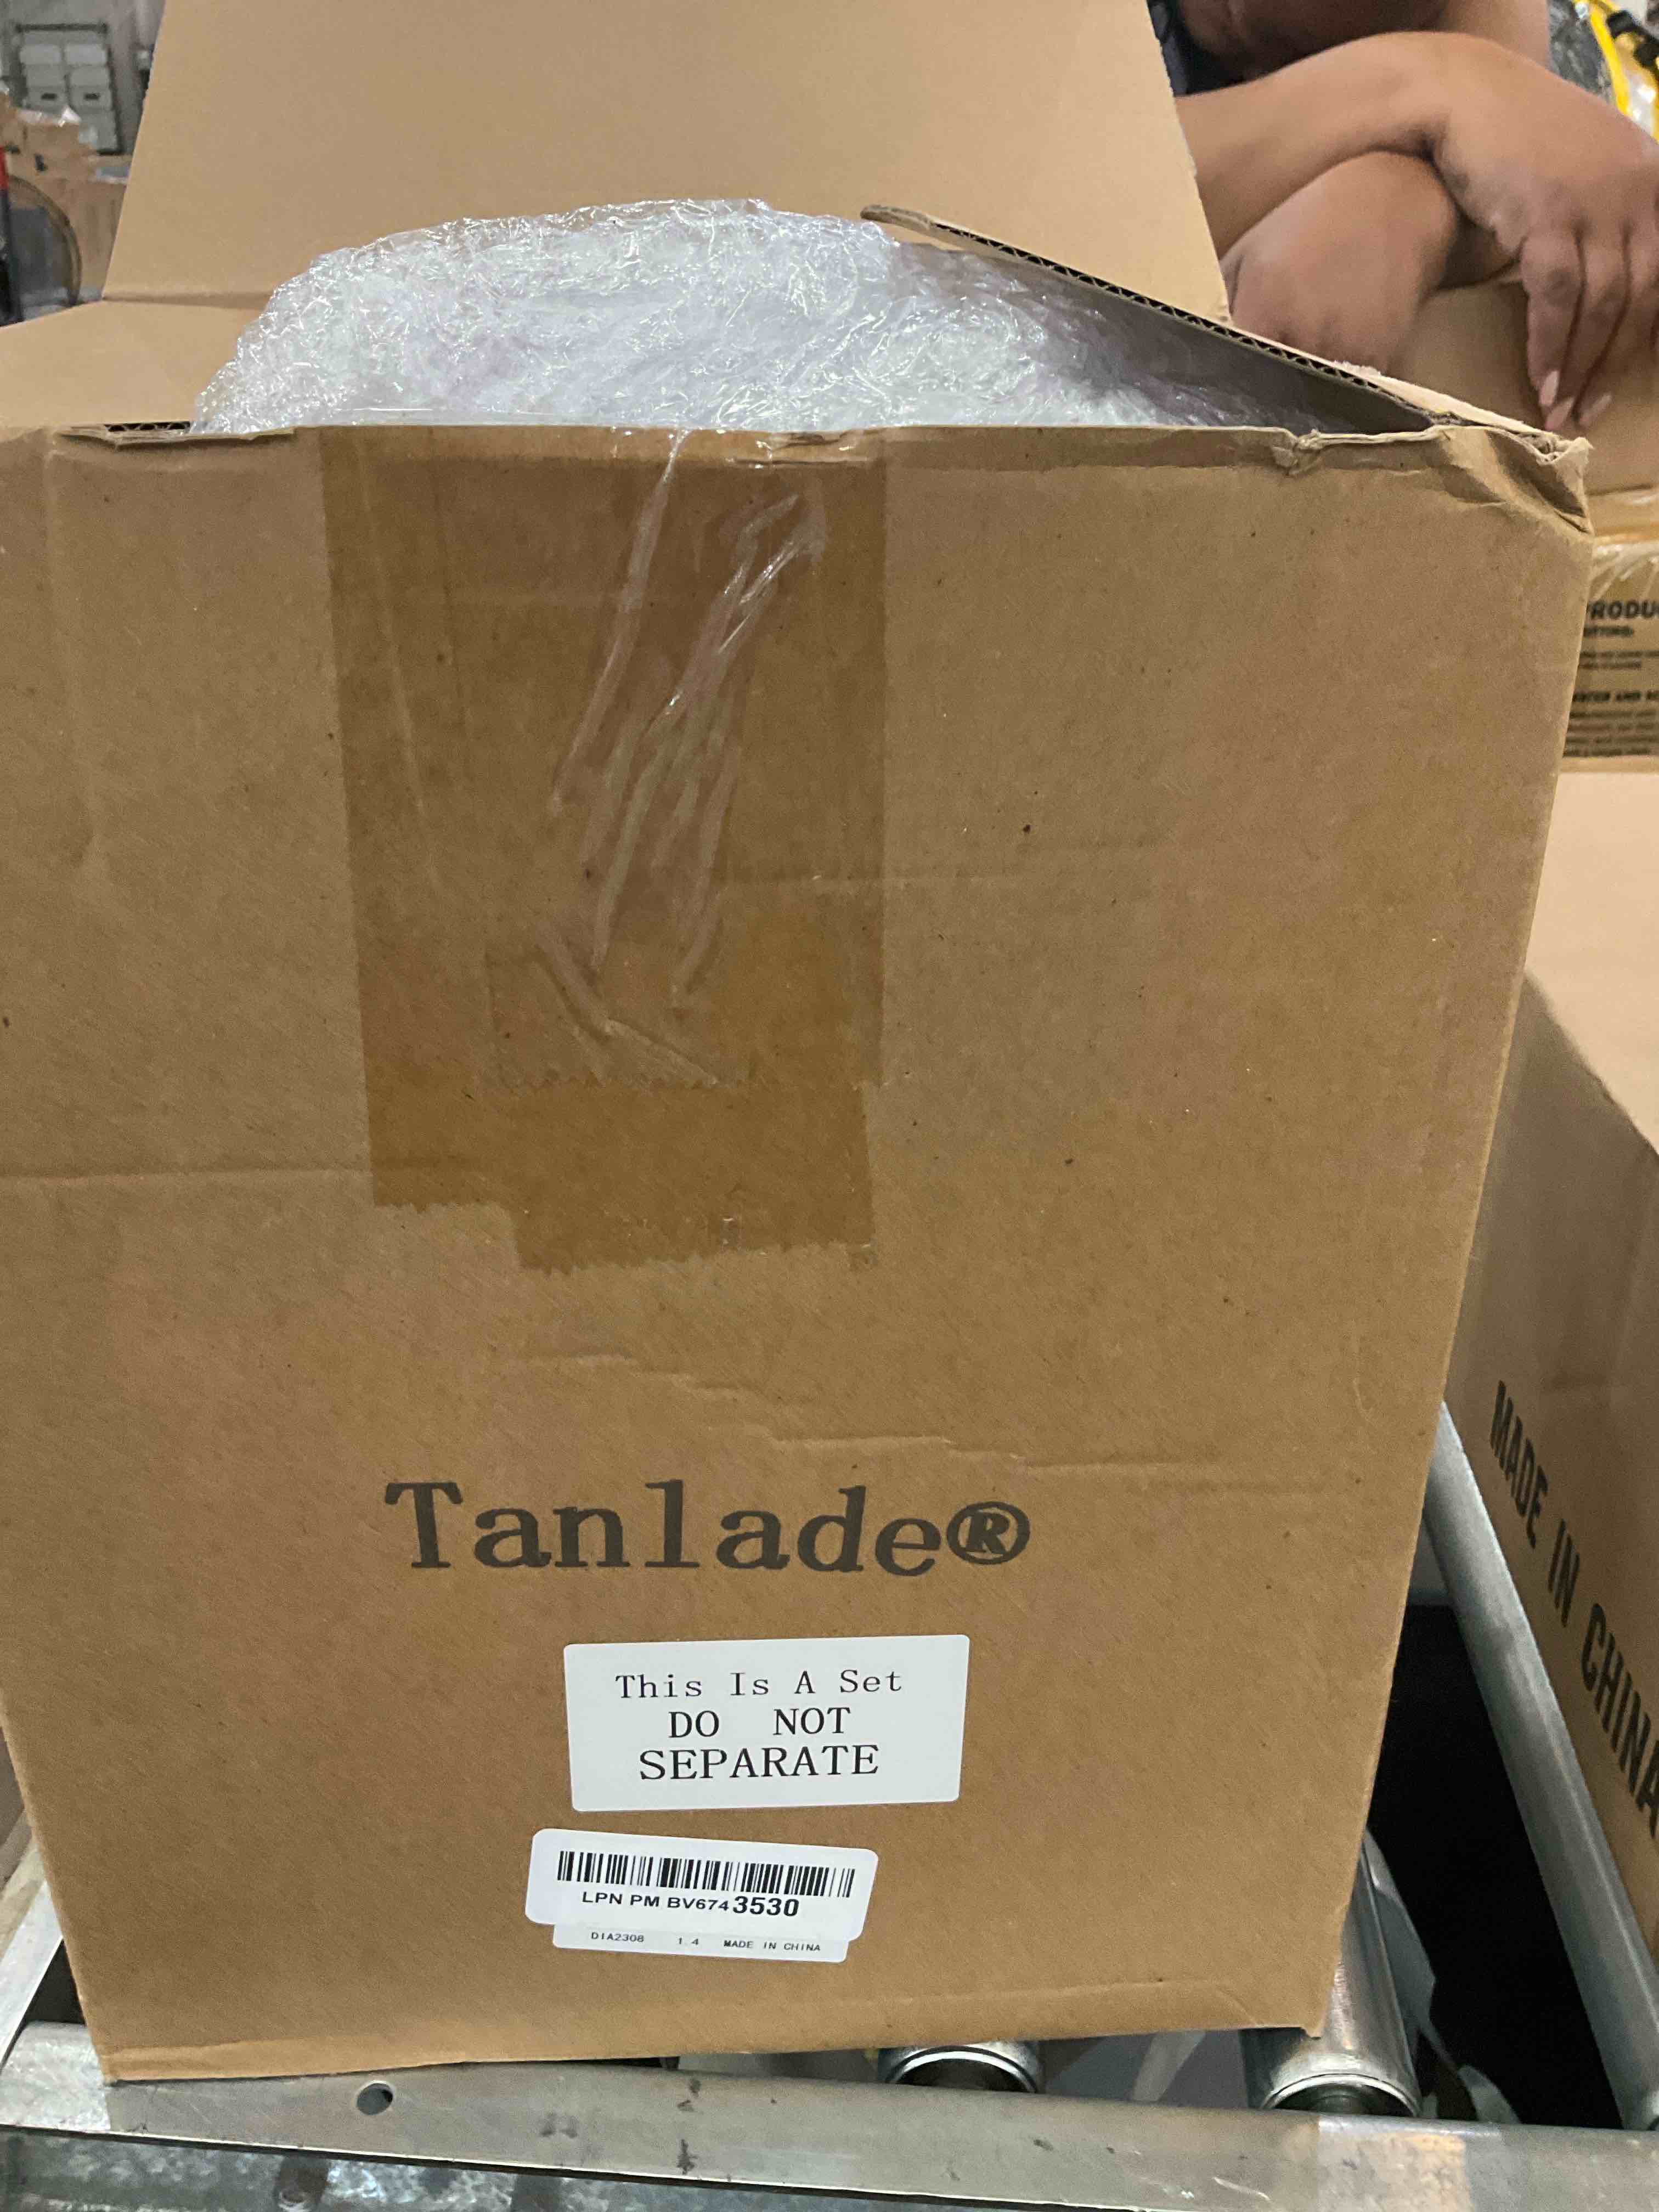 Tanlade®
This Is A Set
DO NOT
SEPARATE
LPN PM BV6743530
DIA2308 1.4 MADE IN CHINA
MADE IN CHINA
RODU